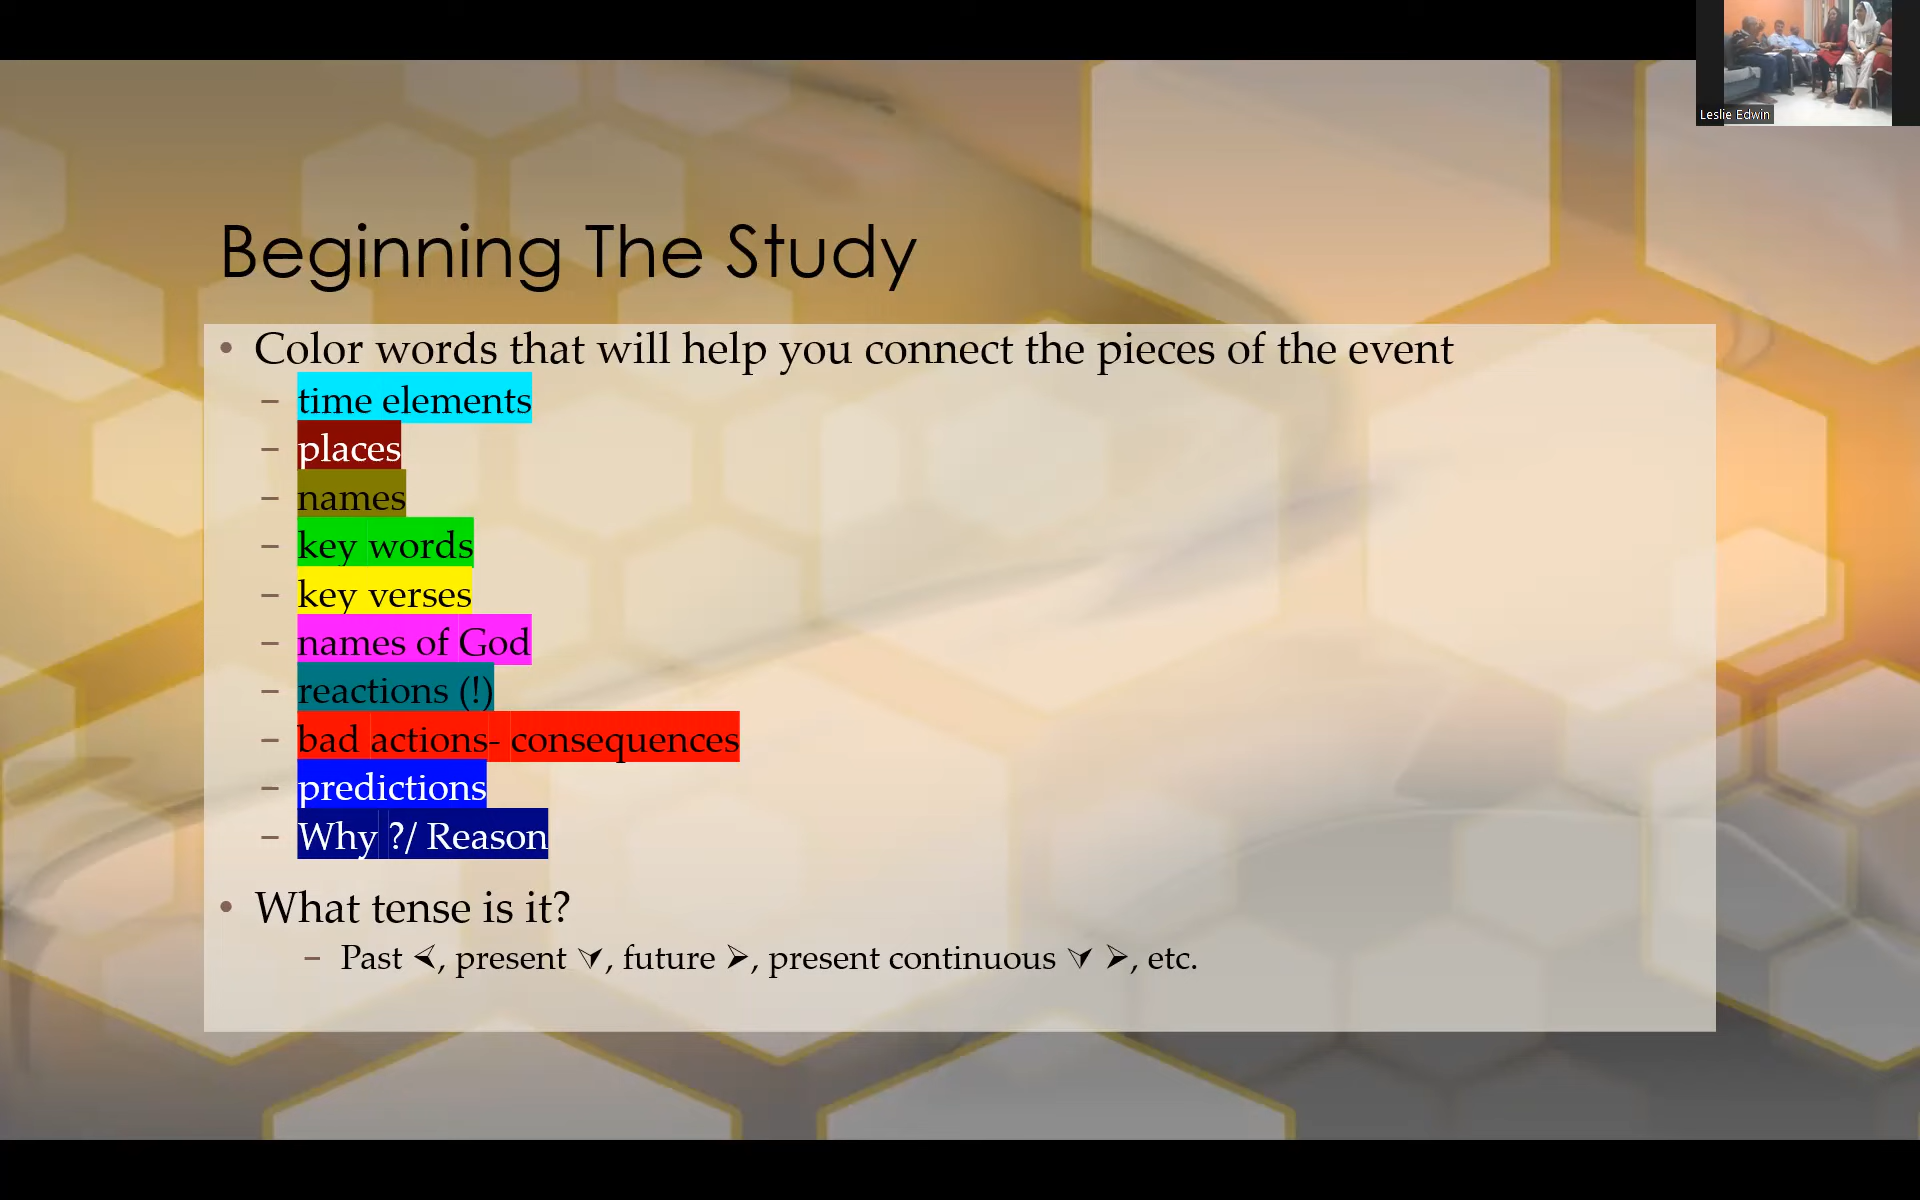 Leslie Edwin
Beginning The Study
• Color words that will help you connect the pieces of the event
– time elements
– places
– names
– key words
– key verses
– names of God
– reactions (!)
– bad actions- consequences
– predictions
– Why ?/ Reason
• What tense is it?
– Past ⮘, present ⮛, future ⮚, present continuous ⮛ ⮚, etc.